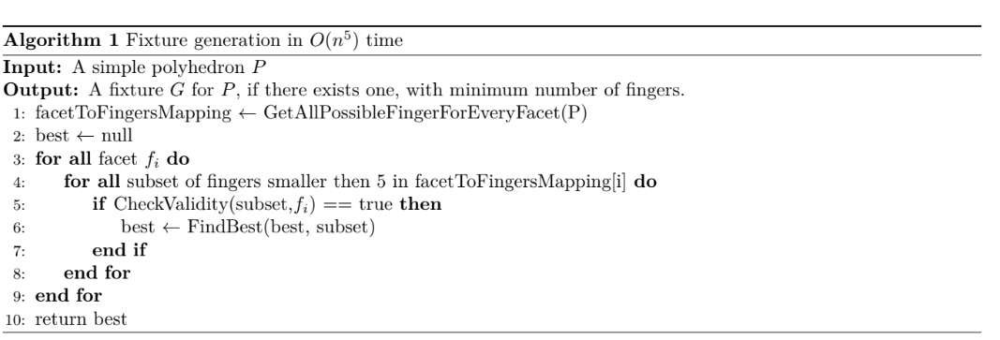 Algorithm 1 Fixture generation in O(n⁵) time
Input: A simple polyhedron P
Output: A fixture G for P, if there exists one, with minimum number of fingers.
1: facetToFingersMapping ← GetAllPossibleFingerForEveryFacet(P)
2: best ← null
3: for all facet fᵢ do
4: for all subset of fingers smaller then 5 in facetToFingersMapping[i] do
5: if CheckValidity(subset,fᵢ) == true then
6: best ← FindBest(best, subset)
7: end if
8: end for
9: end for
10: return best